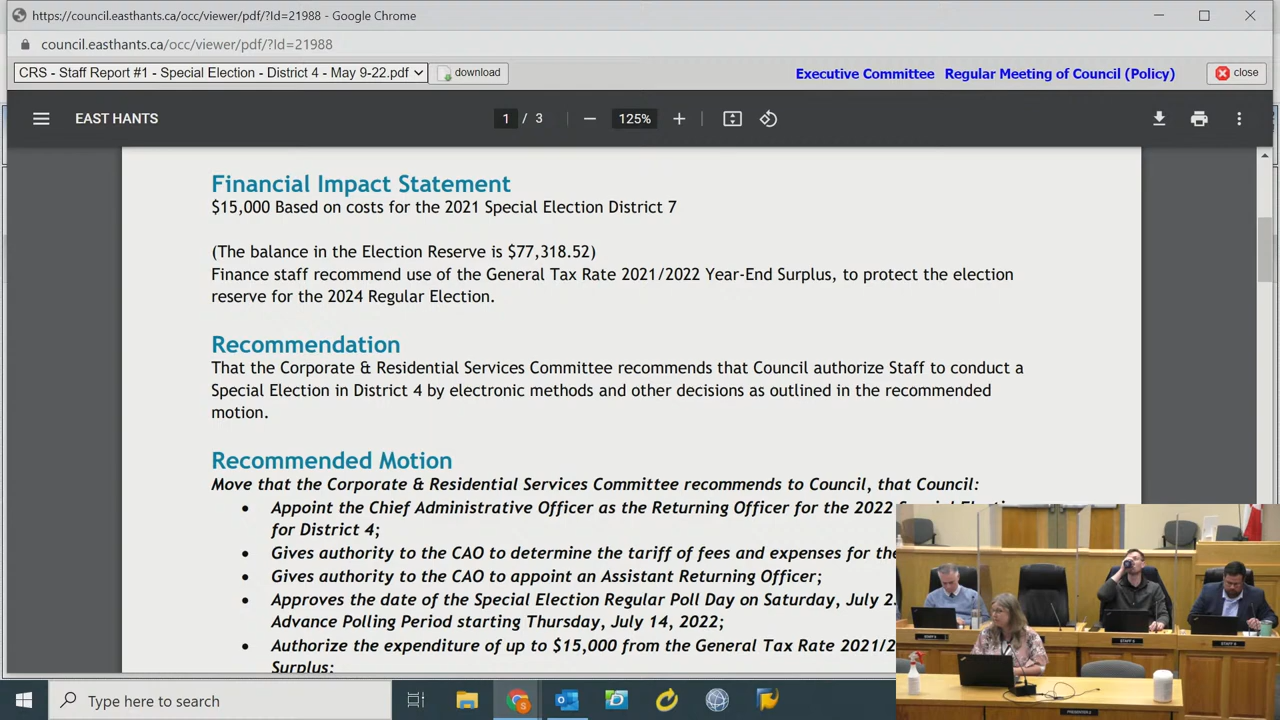 https://council.easthants.ca/occ/viewer/pdf/?Id=21988 - Google Chrome
council.easthants.ca/occ/viewer/pdf/?Id=21988
CRS - Staff Report #1 - Special Election - District 4 - May 9-22.pdf
download
Executive Committee Regular Meeting of Council (Policy)
close
EAST HANTS
1 / 3
125%
Financial Impact Statement
$15,000 Based on costs for the 2021 Special Election District 7
(The balance in the Election Reserve is $77,318.52)
Finance staff recommend use of the General Tax Rate 2021/2022 Year-End Surplus, to protect the election
reserve for the 2024 Regular Election.
Recommendation
That the Corporate & Residential Services Committee recommends that Council authorize Staff to conduct a
Special Election in District 4 by electronic methods and other decisions as outlined in the recommended
motion.
Recommended Motion
Move that the Corporate & Residential Services Committee recommends to Council, that Council:
• Appoint the Chief Administrative Officer as the Returning Officer for the 2022
for District 4;
• Gives authority to the CAO to determine the tariff of fees and expenses for the
• Gives authority to the CAO to appoint an Assistant Returning Officer;
• Approves the date of the Special Election Regular Poll Day on Saturday, July
Advance Polling Period starting Thursday, July 14, 2022;
• Authorize the expenditure of up to $15,000 from the General Tax Rate 2021/2
Surplus;
Type here to search